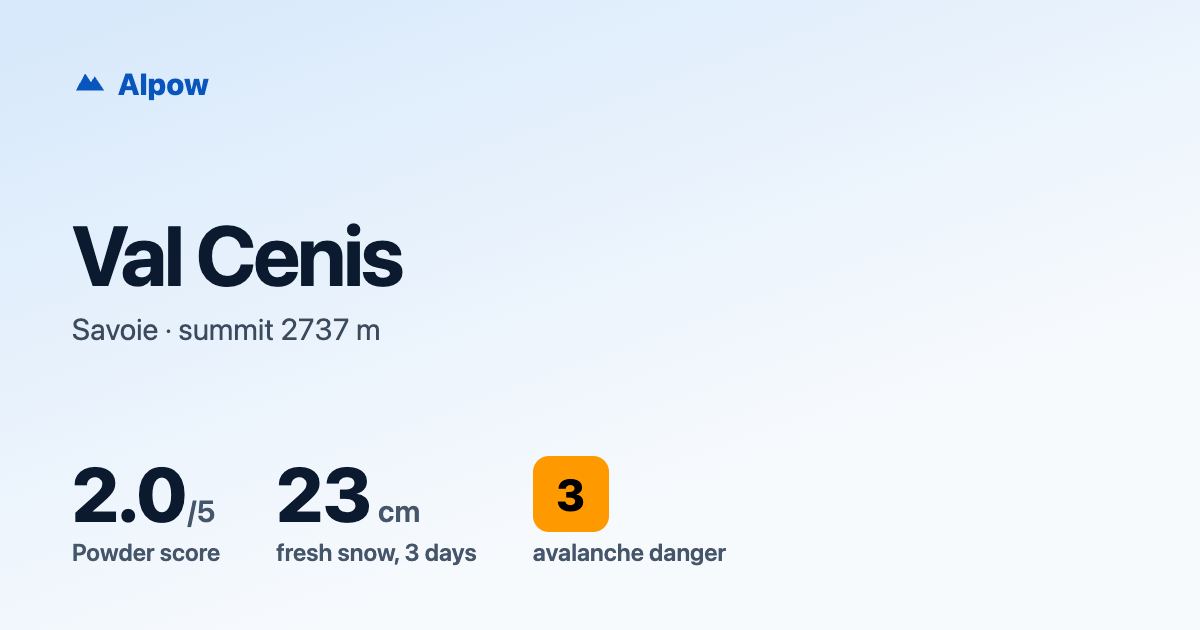 Alpow
Val Cenis
Savoie · summit 2737 m
2.0/5
Powder score
23 cm
fresh snow, 3 days
3
avalanche danger